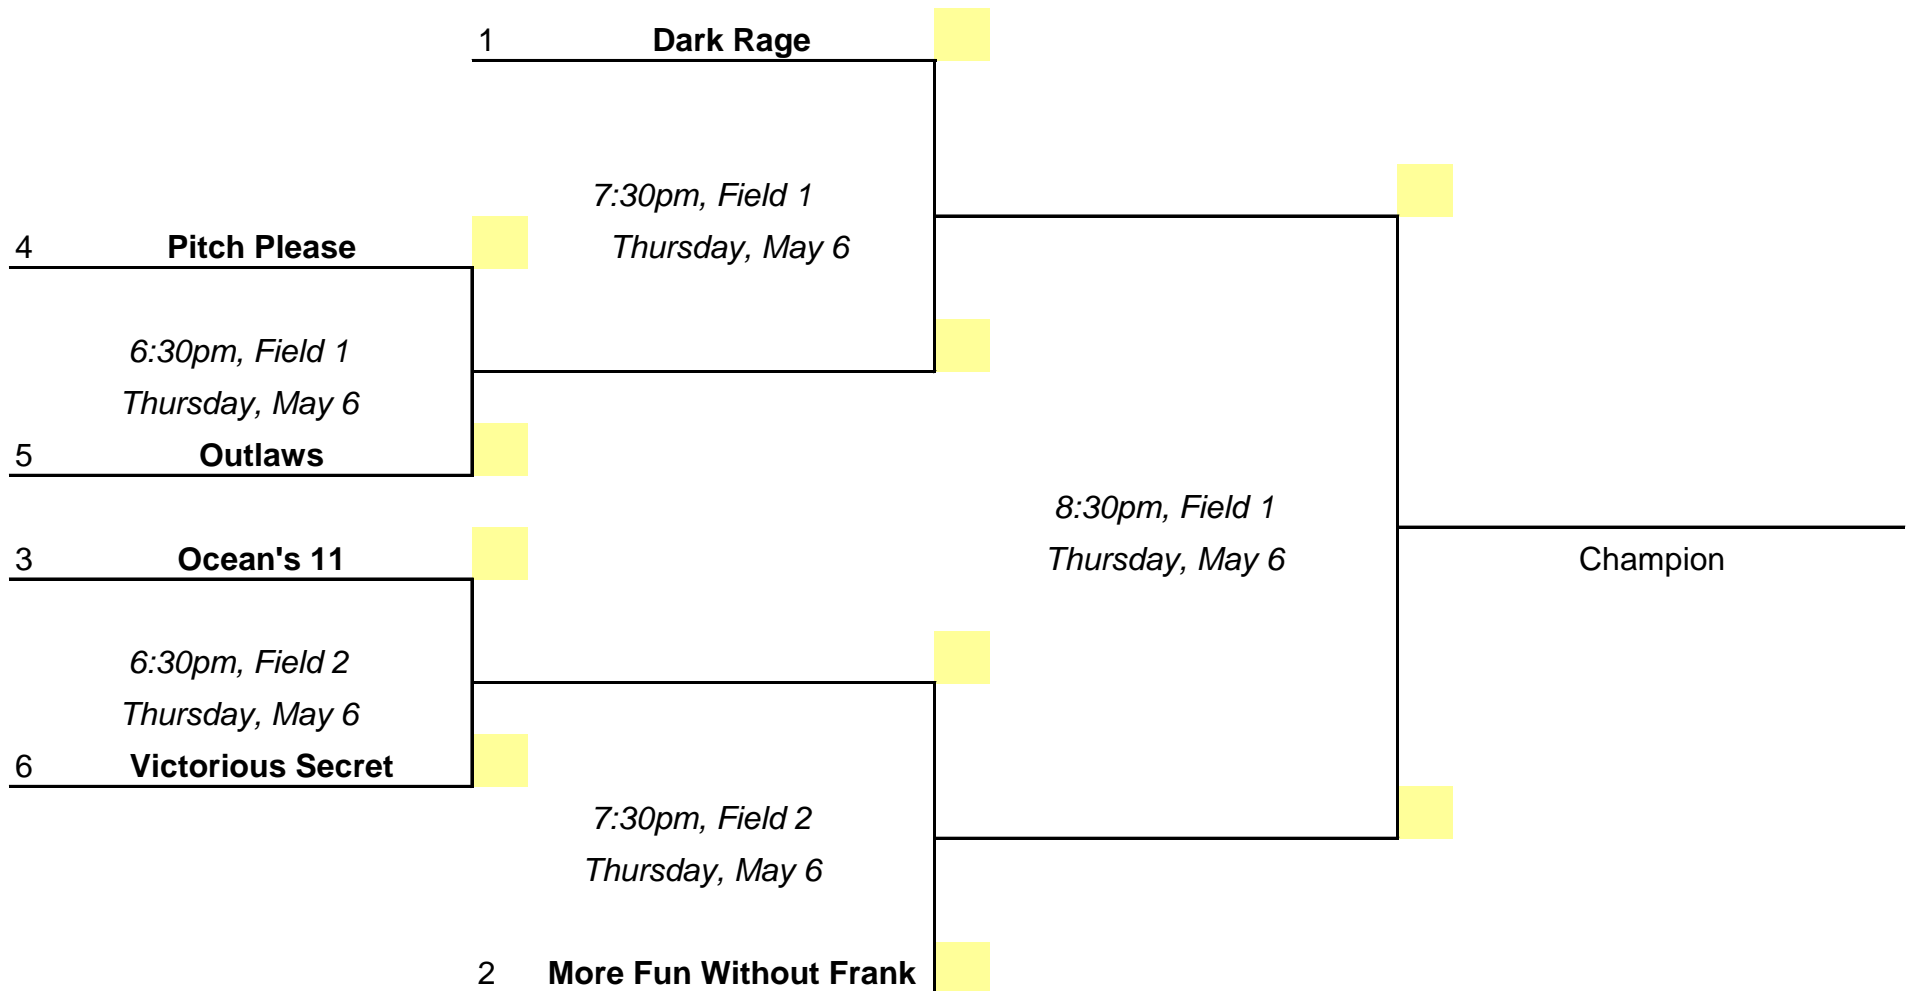 1 Dark Rage
7:30pm, Field 1
Thursday, May 6
4 Pitch Please
6:30pm, Field 1
Thursday, May 6
5 Outlaws
8:30pm, Field 1
Thursday, May 6
Champion
3 Ocean's 11
6:30pm, Field 2
Thursday, May 6
6 Victorious Secret
7:30pm, Field 2
Thursday, May 6
2 More Fun Without Frank